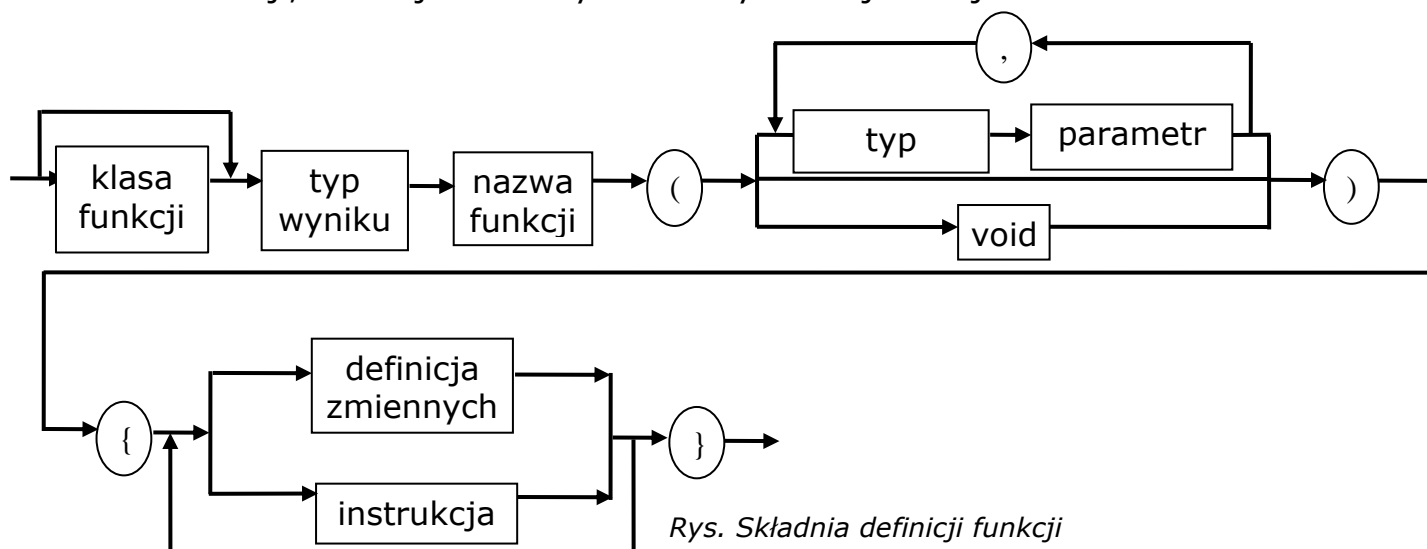 ,
typ
parametr
klasa
funkcji
typ
wyniku
nazwa
funkcji
(
void
)
definicja
zmiennych
{
}
instrukcja
Rys. Składnia definicji funkcji